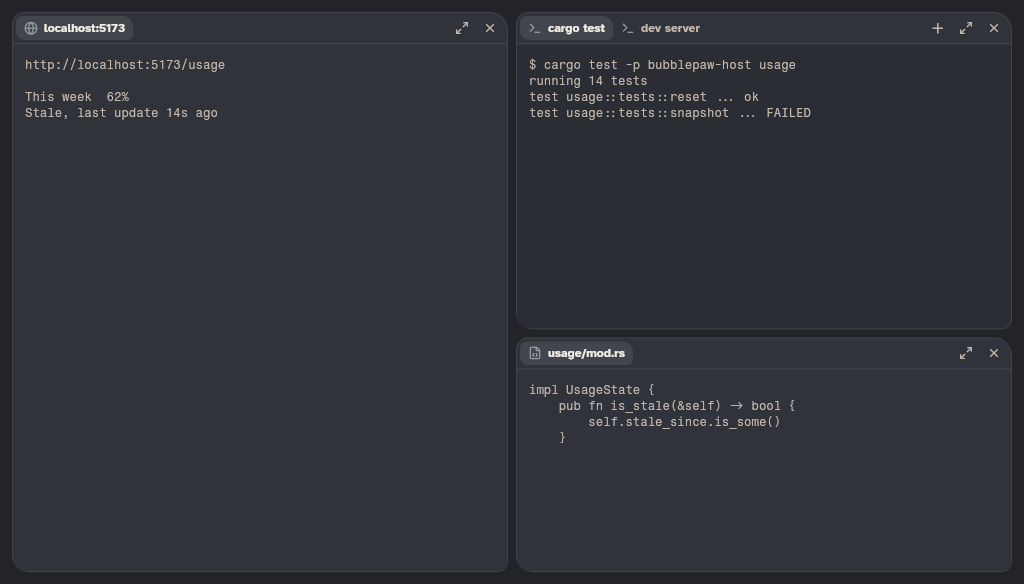 localhost:5173
http://localhost:5173/usage
This week  62%
Stale, last update 14s ago
cargo test
dev server
$ cargo test -p bubblepaw-host usage
running 14 tests
test usage::tests::reset ... ok
test usage::tests::snapshot ... FAILED
usage/mod.rs
impl UsageState {
    pub fn is_stale(&self) -> bool {
        self.stale_since.is_some()
    }